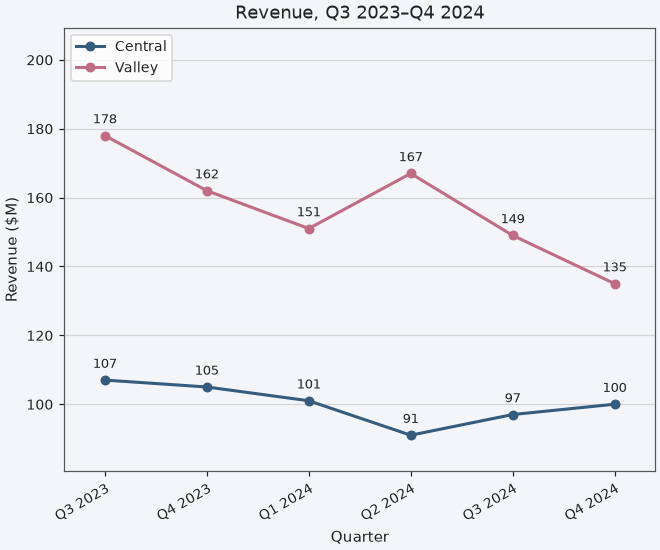 Revenue, Q3 2023–Q4 2024
Central
Valley
Revenue ($M)
200
180
160
140
120
100
178
162
151
167
149
135
107
105
101
91
97
100
Q3 2023
Q4 2023
Q1 2024
Q2 2024
Q3 2024
Q4 2024
Quarter